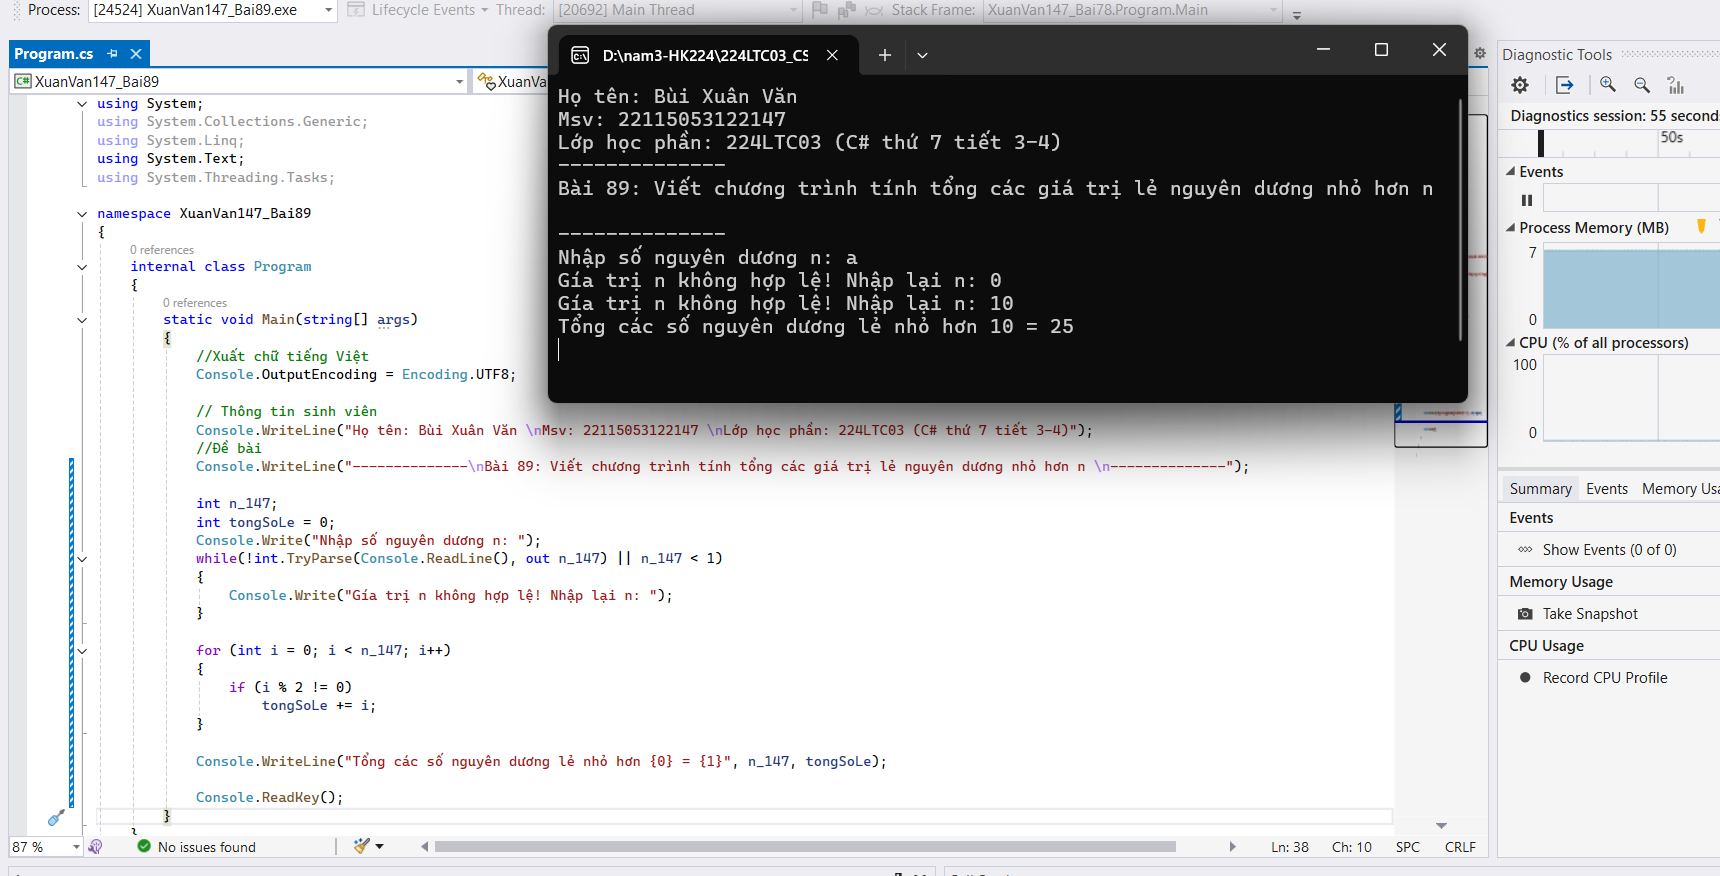 Process: [24524] XuanVan147_Bai89.exe Lifecycle Events Thread: [20692] Main Thread Stack Frame: XuanVan147_Bai78.Program.Main
Program.cs
XuanVan147_Bai89
XuanVa
using System;
using System.Collections.Generic;
using System.Linq;
using System.Text;
using System.Threading.Tasks;
namespace XuanVan147_Bai89
{
0 references
internal class Program
{
0 references
static void Main(string[] args)
{
//Xuất chữ tiếng Việt
Console.OutputEncoding = Encoding.UTF8;
// Thông tin sinh viên
Console.WriteLine("Họ tên: Bùi Xuân Văn \nMsv: 22115053122147 \nLớp học phần: 224LTC03 (C# thứ 7 tiết 3-4)");
//Đề bài
Console.WriteLine("--------------\nBài 89: Viết chương trình tính tổng các giá trị lẻ nguyên dương nhỏ hơn n \n--------------");
int n_147;
int tongSoLe = 0;
Console.Write("Nhập số nguyên dương n: ");
while(!int.TryParse(Console.ReadLine(), out n_147) || n_147 < 1)
{
Console.Write("Gía trị n không hợp lệ! Nhập lại n: ");
}
for (int i = 0; i < n_147; i++)
{
if (i % 2 != 0)
tongSoLe += i;
}
Console.WriteLine("Tổng các số nguyên dương lẻ nhỏ hơn {0} = {1}", n_147, tongSoLe);
Console.ReadKey();
}
87 % No issues found Ln: 38 Ch: 10 SPC CRLF
D:\nam3-HK224\224LTC03_CS
Họ tên: Bùi Xuân Văn
Msv: 22115053122147
Lớp học phần: 224LTC03 (C# thứ 7 tiết 3-4)
--------------
Bài 89: Viết chương trình tính tổng các giá trị lẻ nguyên dương nhỏ hơn n
--------------
Nhập số nguyên dương n: a
Gía trị n không hợp lệ! Nhập lại n: 0
Gía trị n không hợp lệ! Nhập lại n: 10
Tổng các số nguyên dương lẻ nhỏ hơn 10 = 25
Diagnostic Tools
Diagnostics session: 55 seconds
50s
Events
Process Memory (MB)
7
0
CPU (% of all processors)
100
0
Summary Events Memory Usa
Events
Show Events (0 of 0)
Memory Usage
Take Snapshot
CPU Usage
Record CPU Profile